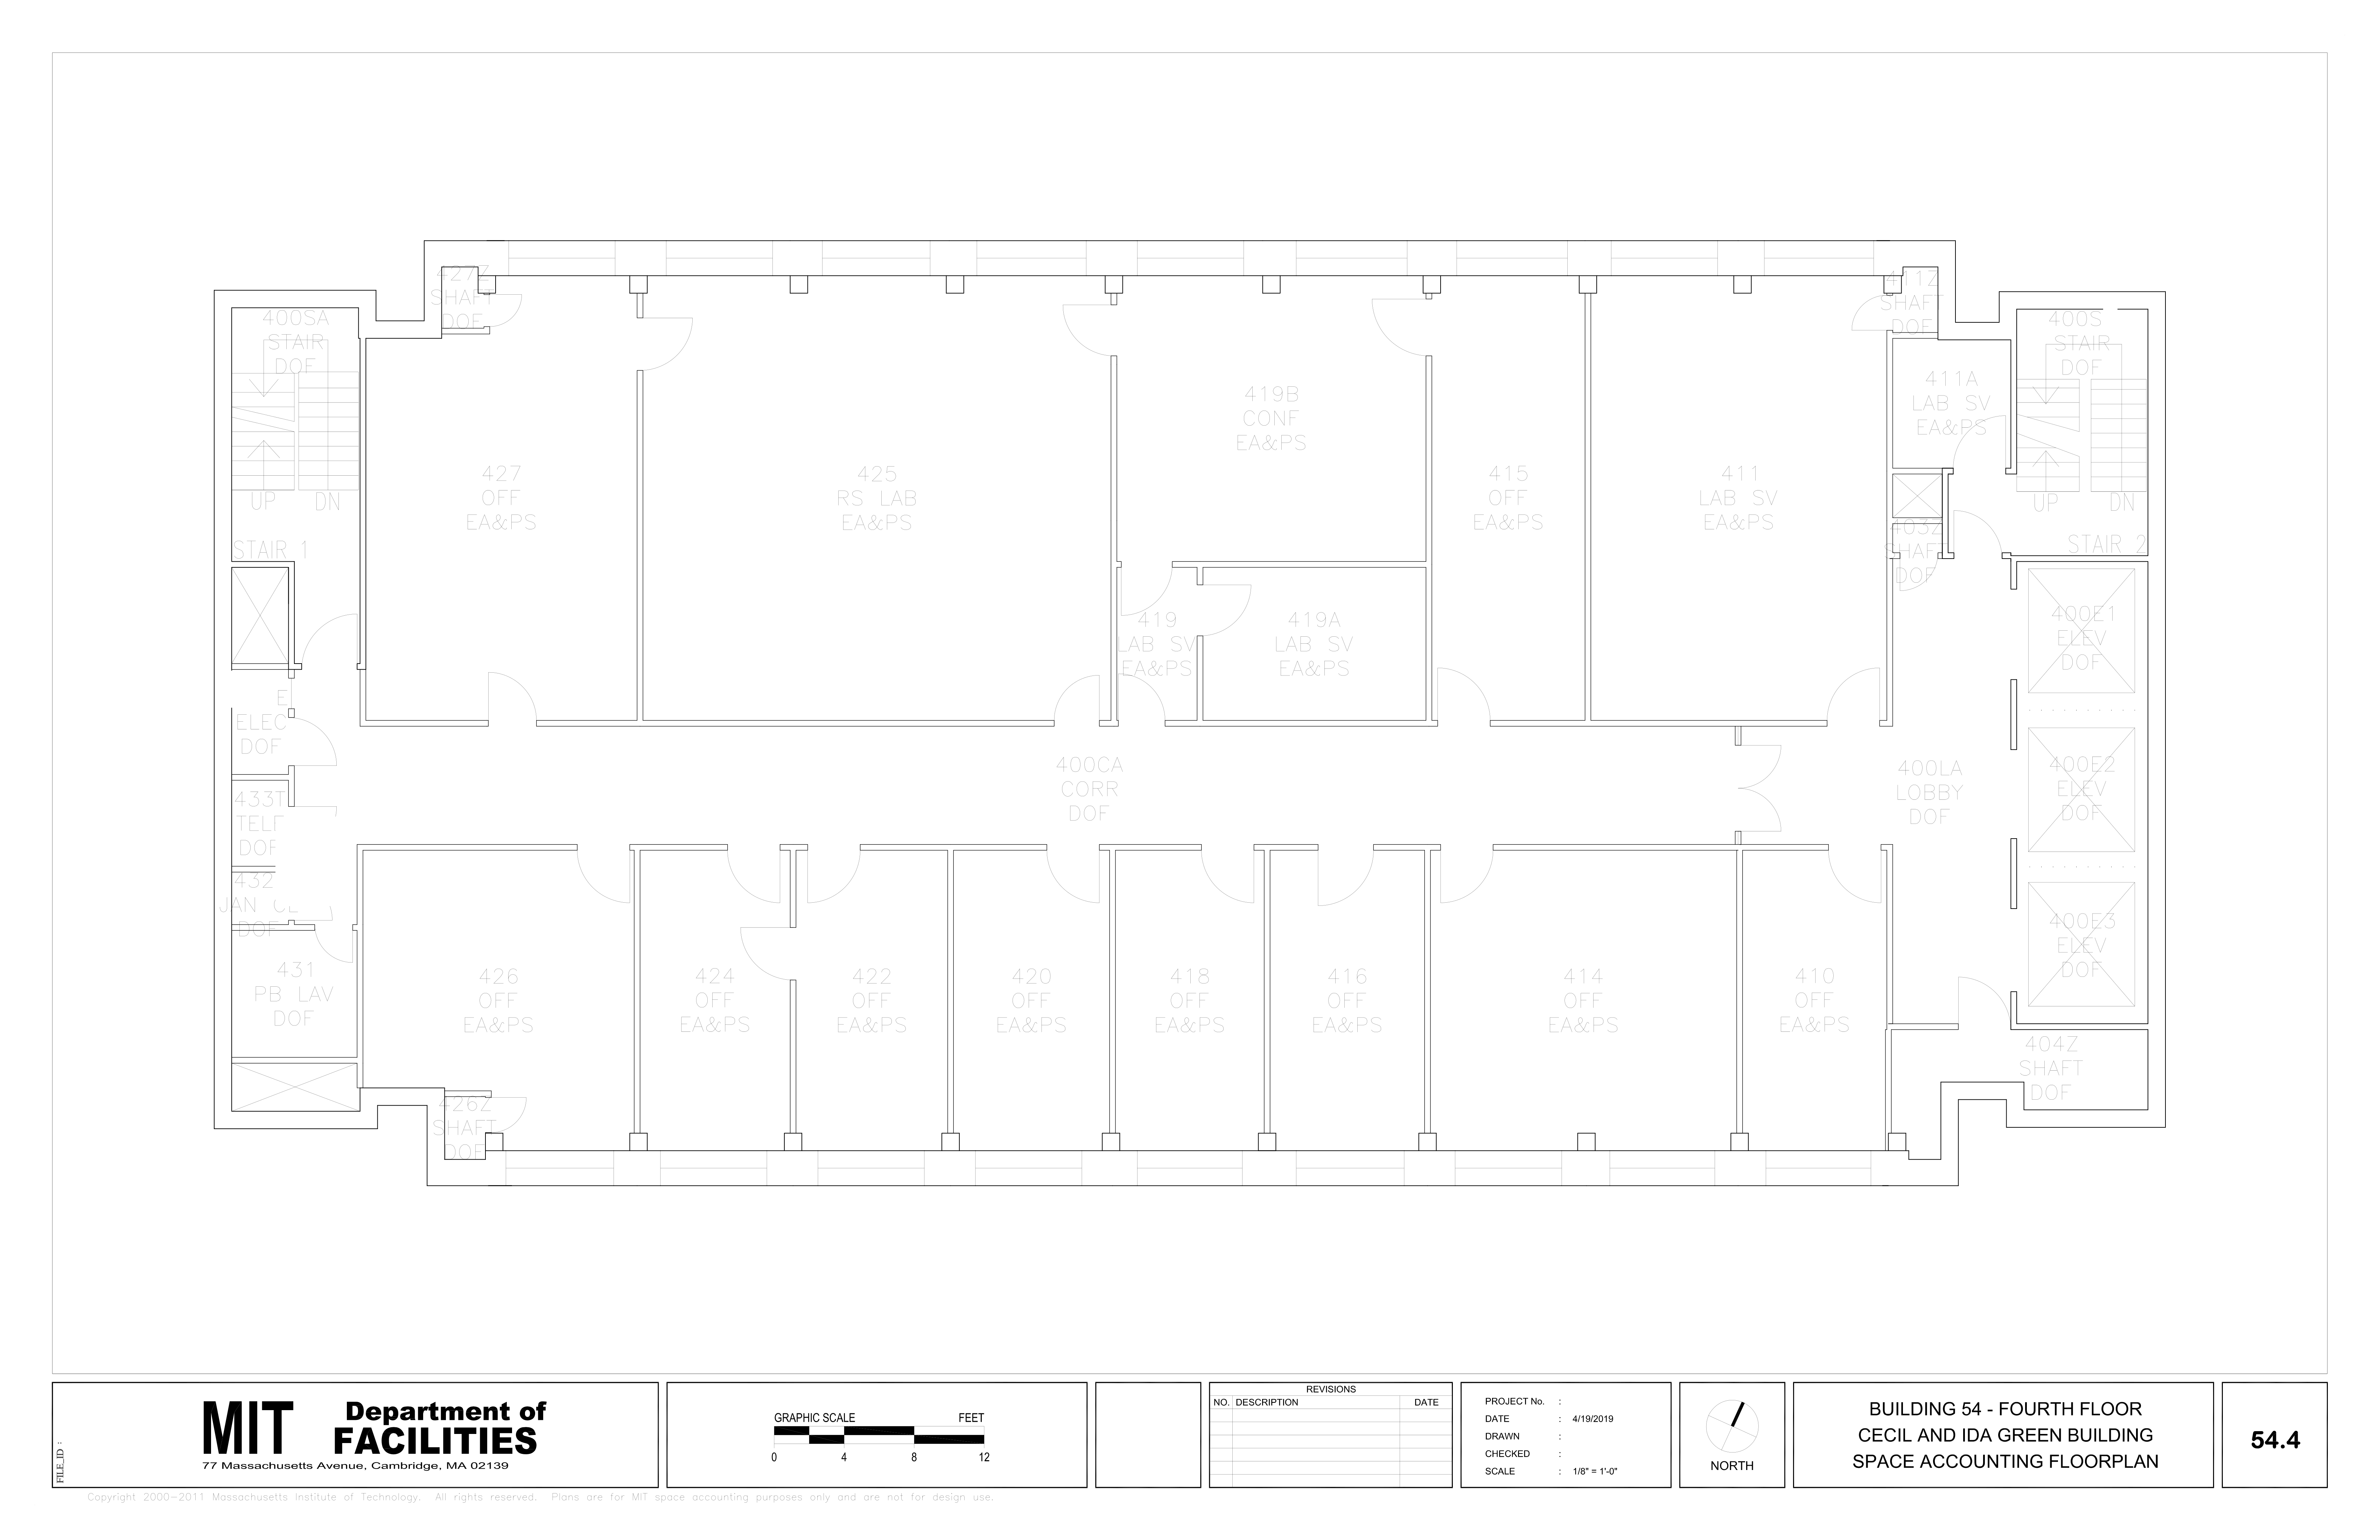 427Z
SHAFT
DOF
411Z
SHAFT
DOF
400SA
STAIR
DOF
UP
DN
STAIR 1
400S
STAIR
DOF
UP
DN
STAIR 2
411A
LAB SV
EA&PS
419B
CONF
EA&PS
427
OFF
EA&PS
425
RS LAB
EA&PS
415
OFF
EA&PS
411
LAB SV
EA&PS
403Z
SHAFT
DOF
419
LAB SV
EA&PS
419A
LAB SV
EA&PS
400E1
ELEV
DOF
E
ELEC
DOF
433T
TELF
DOF
432
JAN CL
DOF
400CA
CORR
DOF
400LA
LOBBY
DOF
400E2
ELEV
DOF
400E3
ELEV
DOF
431
PB LAV
DOF
426
OFF
EA&PS
424
OFF
EA&PS
422
OFF
EA&PS
420
OFF
EA&PS
418
OFF
EA&PS
416
OFF
EA&PS
414
OFF
EA&PS
410
OFF
EA&PS
404Z
SHAFT
DOF
426Z
SHAFT
DOF
FILE_ID :
MIT Department of
FACILITIES
77 Massachusetts Avenue, Cambridge, MA 02139
GRAPHIC SCALE FEET
0 4 8 12
REVISIONS
NO. DESCRIPTION DATE
PROJECT No. :
DATE : 4/19/2019
DRAWN :
CHECKED :
SCALE : 1/8" = 1'-0"
NORTH
BUILDING 54 - FOURTH FLOOR
CECIL AND IDA GREEN BUILDING
SPACE ACCOUNTING FLOORPLAN
54.4
Copyright 2000-2011 Massachusetts Institute of Technology. All rights reserved. Plans are for MIT space accounting purposes only and are not for design use.